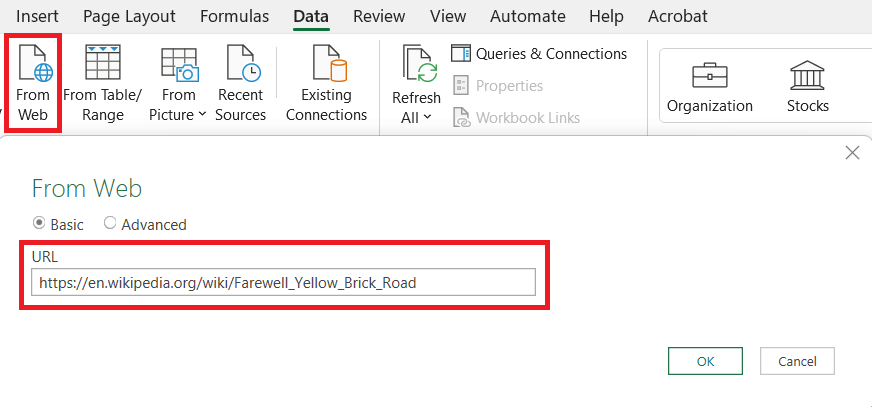 Insert Page Layout Formulas Data Review View Automate Help Acrobat
From Web
From Table/ Range
From Picture
Recent Sources
Existing Connections
Refresh All
Queries & Connections
Properties
Workbook Links
Organization
Stocks
From Web
Basic Advanced
URL
https://en.wikipedia.org/wiki/Farewell_Yellow_Brick_Road
OK Cancel